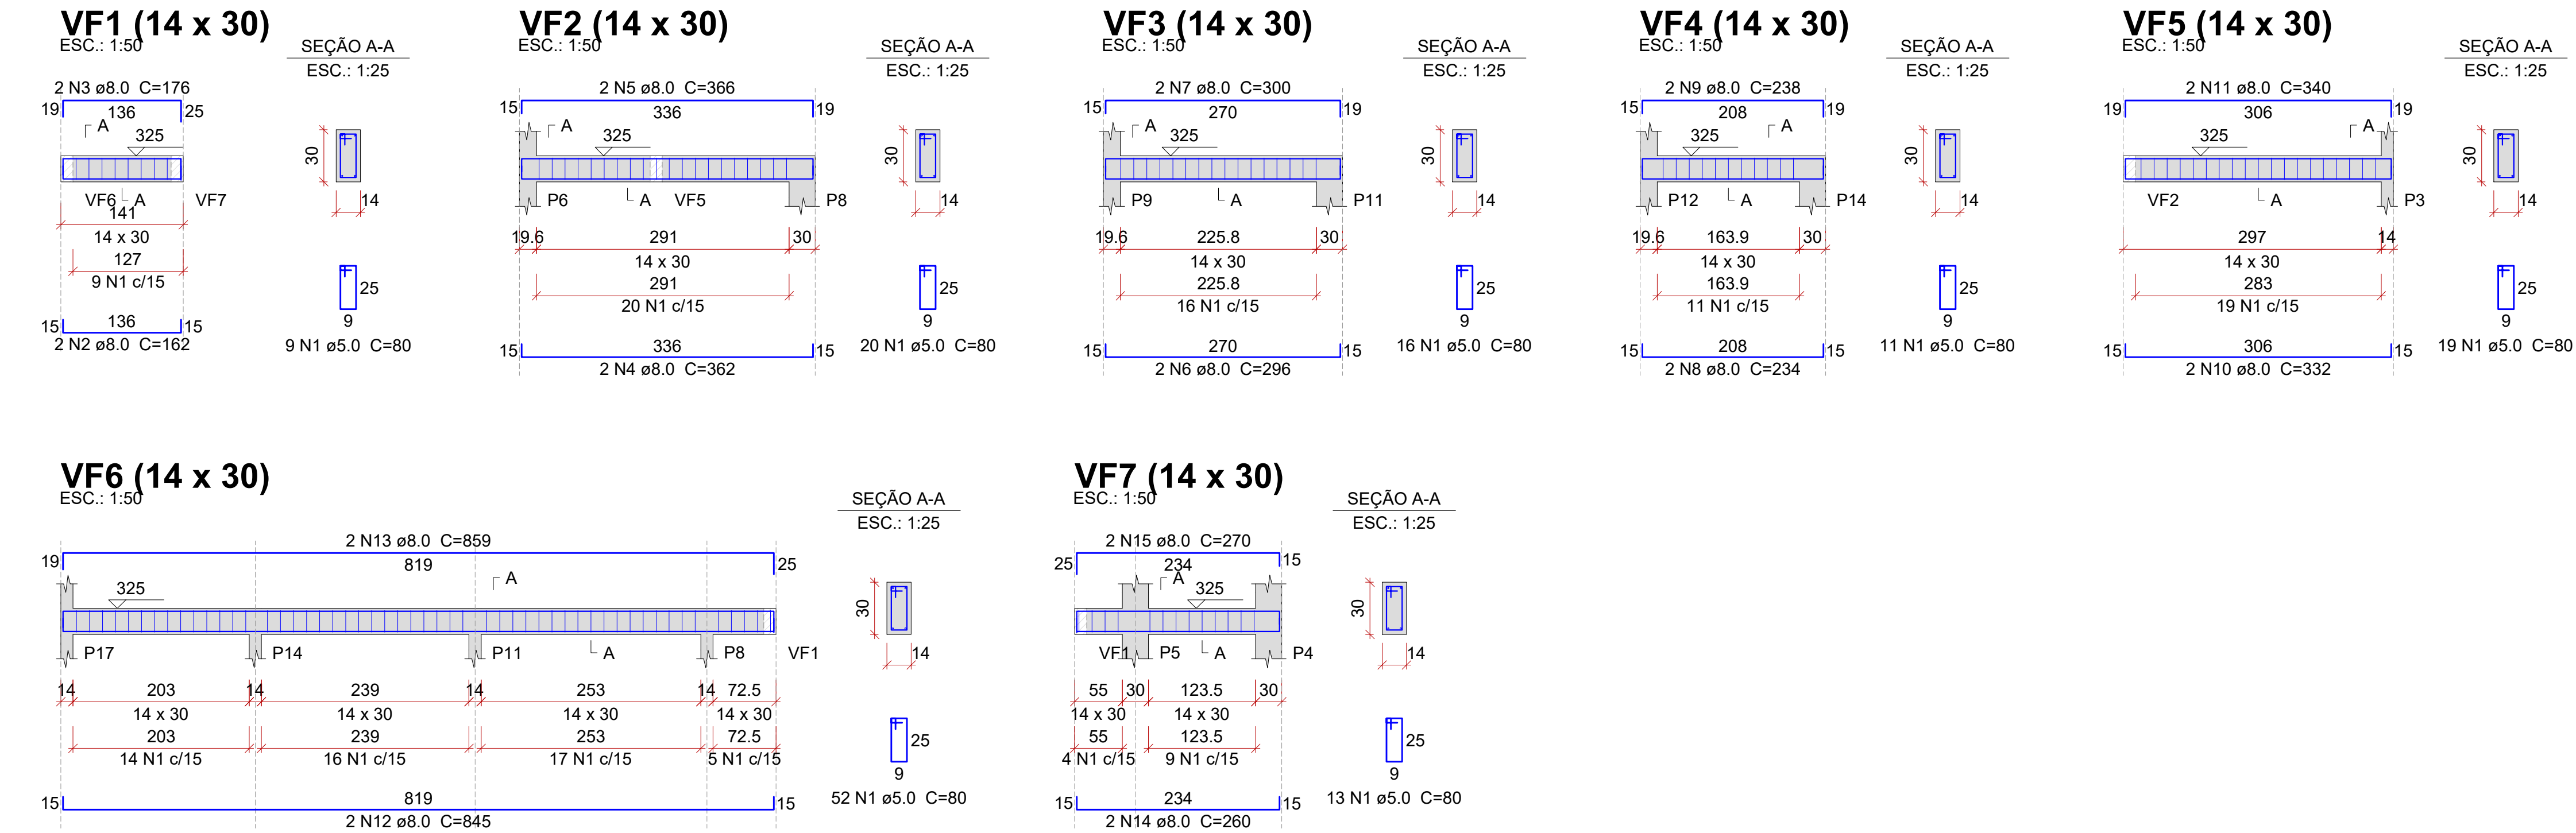 VF1 (14 x 30)
ESC.: 1:50
SEÇÃO A-A
ESC.: 1:25
2 N3 ø8.0  C=176
19
136
25
A
325
30
14
VF6
A
VF7
141
14 x 30
127
9 N1 c/15
25
9
9 N1 ø5.0  C=80
15
136
15
2 N2 ø8.0  C=162
VF2 (14 x 30)
ESC.: 1:50
SEÇÃO A-A
ESC.: 1:25
2 N5 ø8.0  C=366
15
336
19
A
325
30
14
P6
A
VF5
P8
19.6
291
30
14 x 30
291
20 N1 c/15
25
9
20 N1 ø5.0  C=80
15
336
15
2 N4 ø8.0  C=362
VF3 (14 x 30)
ESC.: 1:50
SEÇÃO A-A
ESC.: 1:25
2 N7 ø8.0  C=300
15
270
19
A
325
30
14
P9
A
P11
19.6
225.8
30
14 x 30
225.8
16 N1 c/15
25
9
16 N1 ø5.0  C=80
15
270
15
2 N6 ø8.0  C=296
VF4 (14 x 30)
ESC.: 1:50
SEÇÃO A-A
ESC.: 1:25
2 N9 ø8.0  C=238
15
208
19
A
325
30
14
P12
A
P14
19.6
163.9
30
14 x 30
163.9
11 N1 c/15
25
9
11 N1 ø5.0  C=80
15
208
15
2 N8 ø8.0  C=234
VF5 (14 x 30)
ESC.: 1:50
SEÇÃO A-A
ESC.: 1:25
2 N11 ø8.0  C=340
19
306
19
A
325
30
14
VF2
A
P3
297
14
14 x 30
283
19 N1 c/15
25
9
19 N1 ø5.0  C=80
15
306
15
2 N10 ø8.0  C=332
VF6 (14 x 30)
ESC.: 1:50
SEÇÃO A-A
ESC.: 1:25
2 N13 ø8.0  C=859
19
819
25
A
325
30
14
P17
P14
P11
A
P8
VF1
14
203
14
239
14
253
14
72.5
14 x 30
14 x 30
14 x 30
14 x 30
203
239
253
72.5
14 N1 c/15
16 N1 c/15
17 N1 c/15
5 N1 c/15
25
9
52 N1 ø5.0  C=80
15
819
15
2 N12 ø8.0  C=845
VF7 (14 x 30)
ESC.: 1:50
SEÇÃO A-A
ESC.: 1:25
2 N15 ø8.0  C=270
25
234
15
A
325
30
14
VF1
P5
A
P4
55
30
123.5
30
14 x 30
14 x 30
55
123.5
4 N1 c/15
9 N1 c/15
25
9
13 N1 ø5.0  C=80
15
234
15
2 N14 ø8.0  C=260